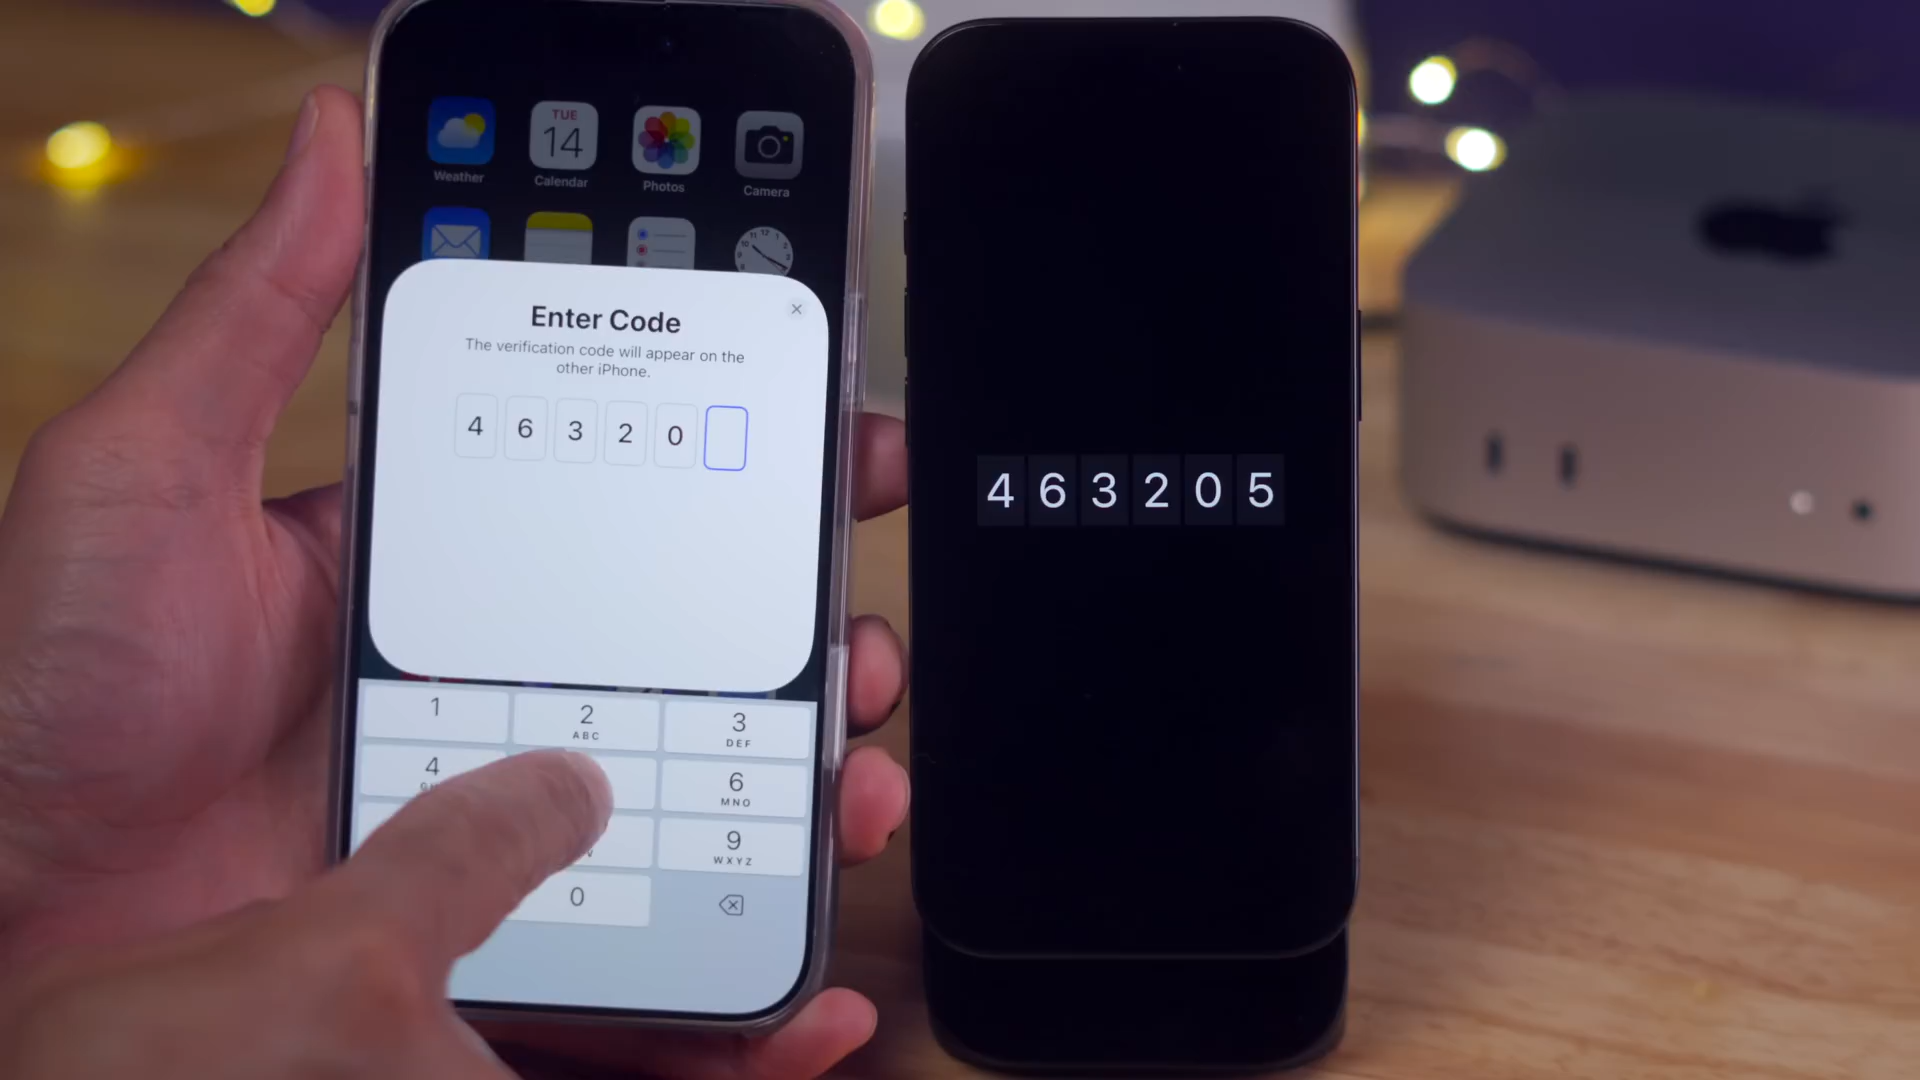 TUE
14
Weather
Calendar
Photos
Camera
Enter Code
The verification code will appear on the
other iPhone.
4 6 3 2 0
1
2
ABC
3
DEF
4
6
MNO
9
WXYZ
0
4 6 3 2 0 5